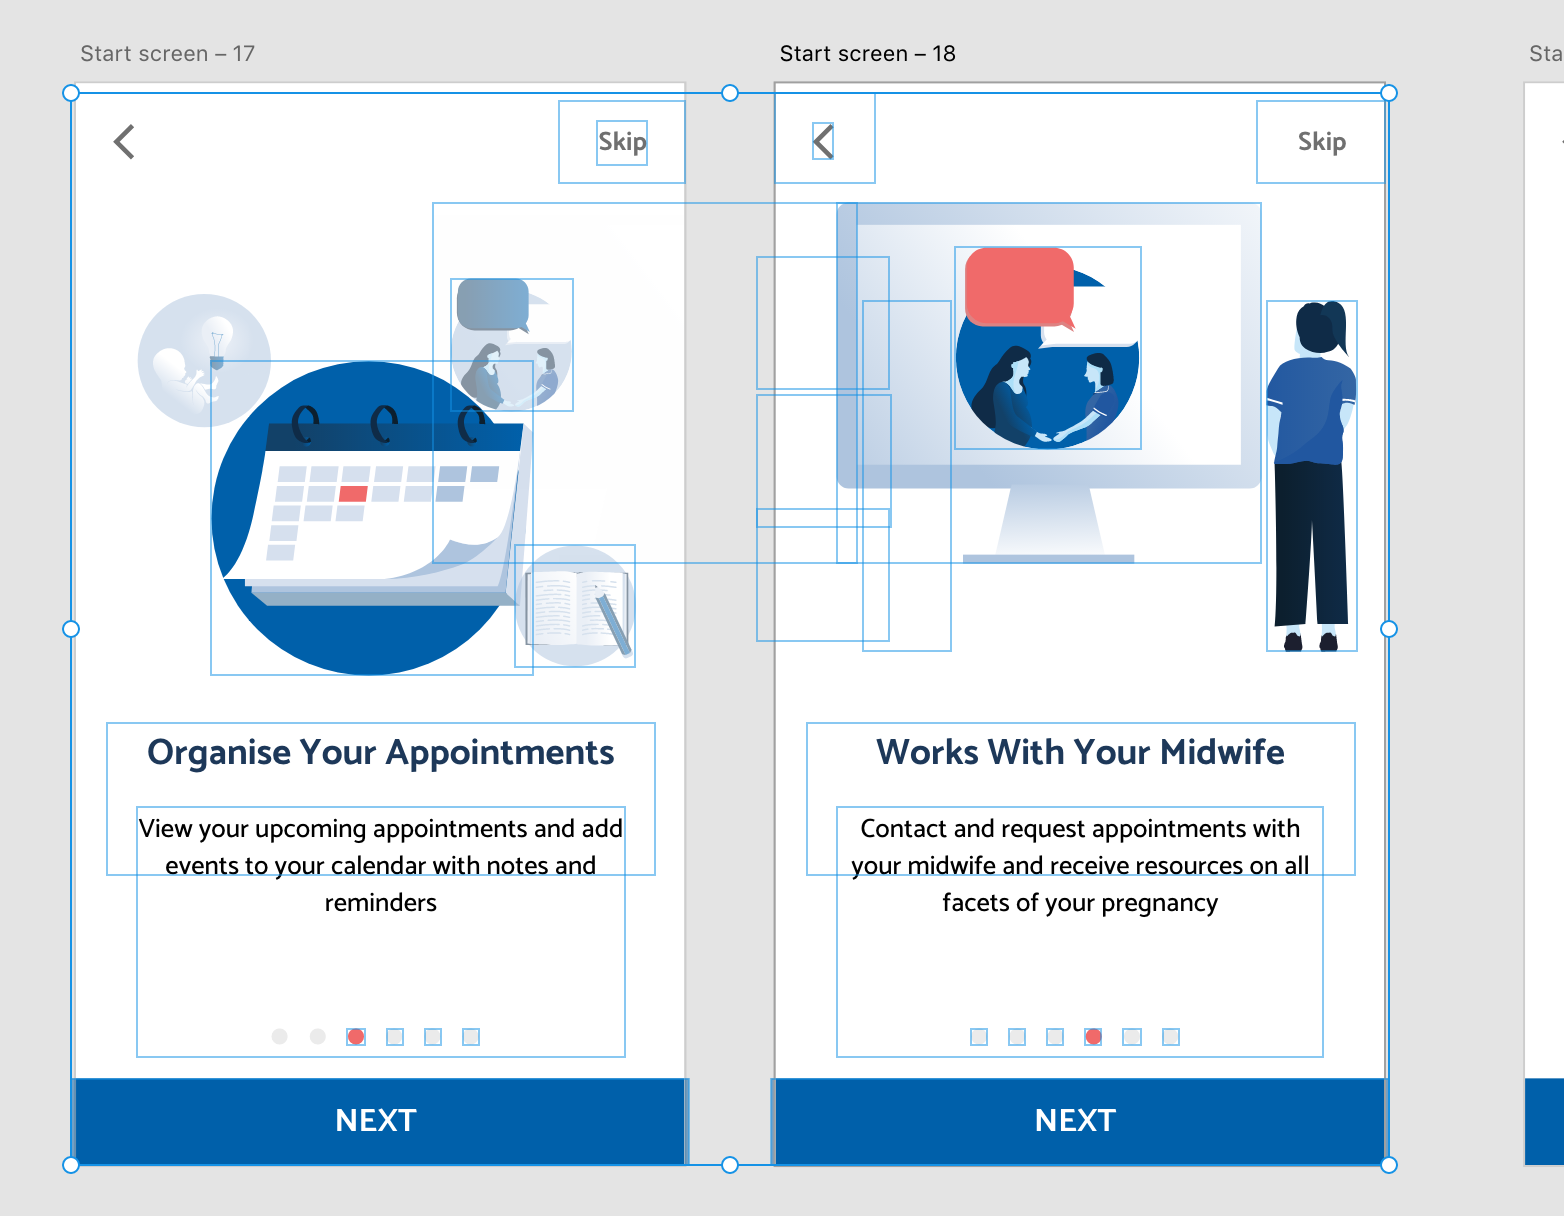 Start screen – 17
Start screen – 18
Sta
Skip
Skip
Organise Your Appointments
View your upcoming appointments and add
events to your calendar with notes and
reminders
NEXT
Works With Your Midwife
Contact and request appointments with
your midwife and receive resources on all
facets of your pregnancy
NEXT